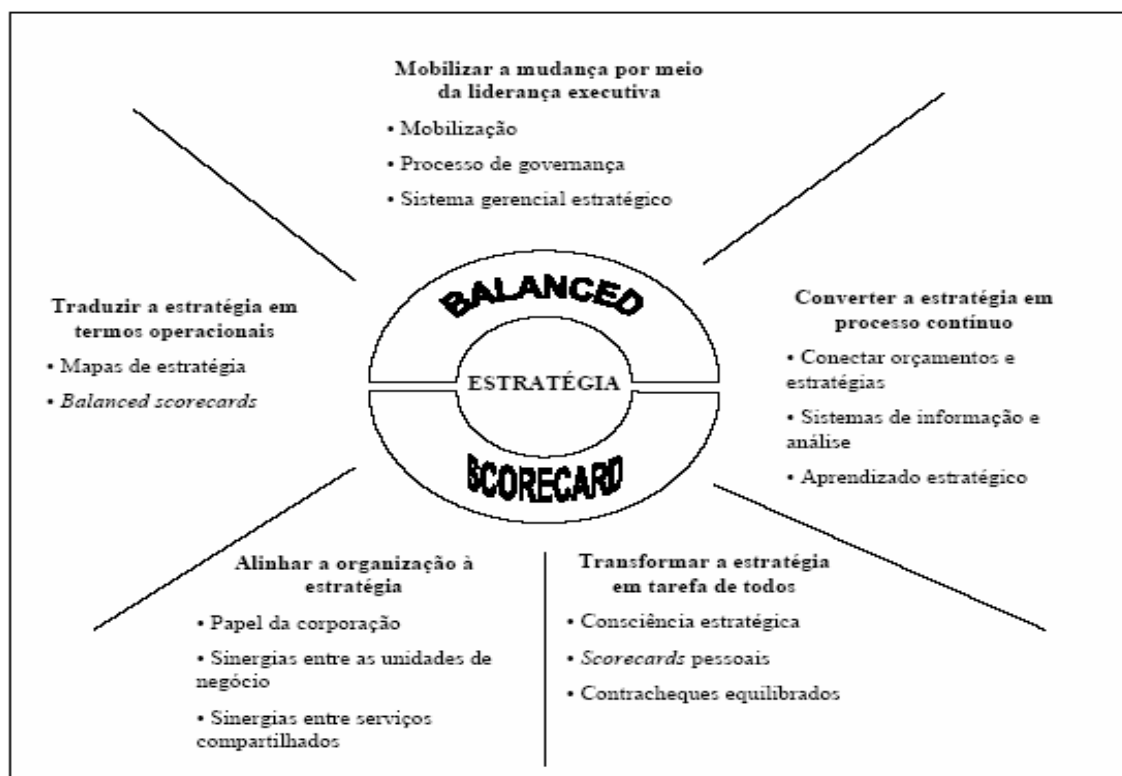 Mobilizar a mudança por meio
da liderança executiva
• Mobilização
• Processo de governança
• Sistema gerencial estratégico
BALANCED
ESTRATÉGIA
SCORECARD
Traduzir a estratégia em
termos operacionais
• Mapas de estratégia
• Balanced scorecards
Converter a estratégia em
processo contínuo
• Conectar orçamentos e
estratégias
• Sistemas de informação e
análise
• Aprendizado estratégico
Alinhar a organização à
estratégia
• Papel da corporação
• Sinergias entre as unidades de
negócio
• Sinergias entre serviços
compartilhados
Transformar a estratégia
em tarefa de todos
• Consciência estratégica
• Scorecards pessoais
• Contracheques equilibrados